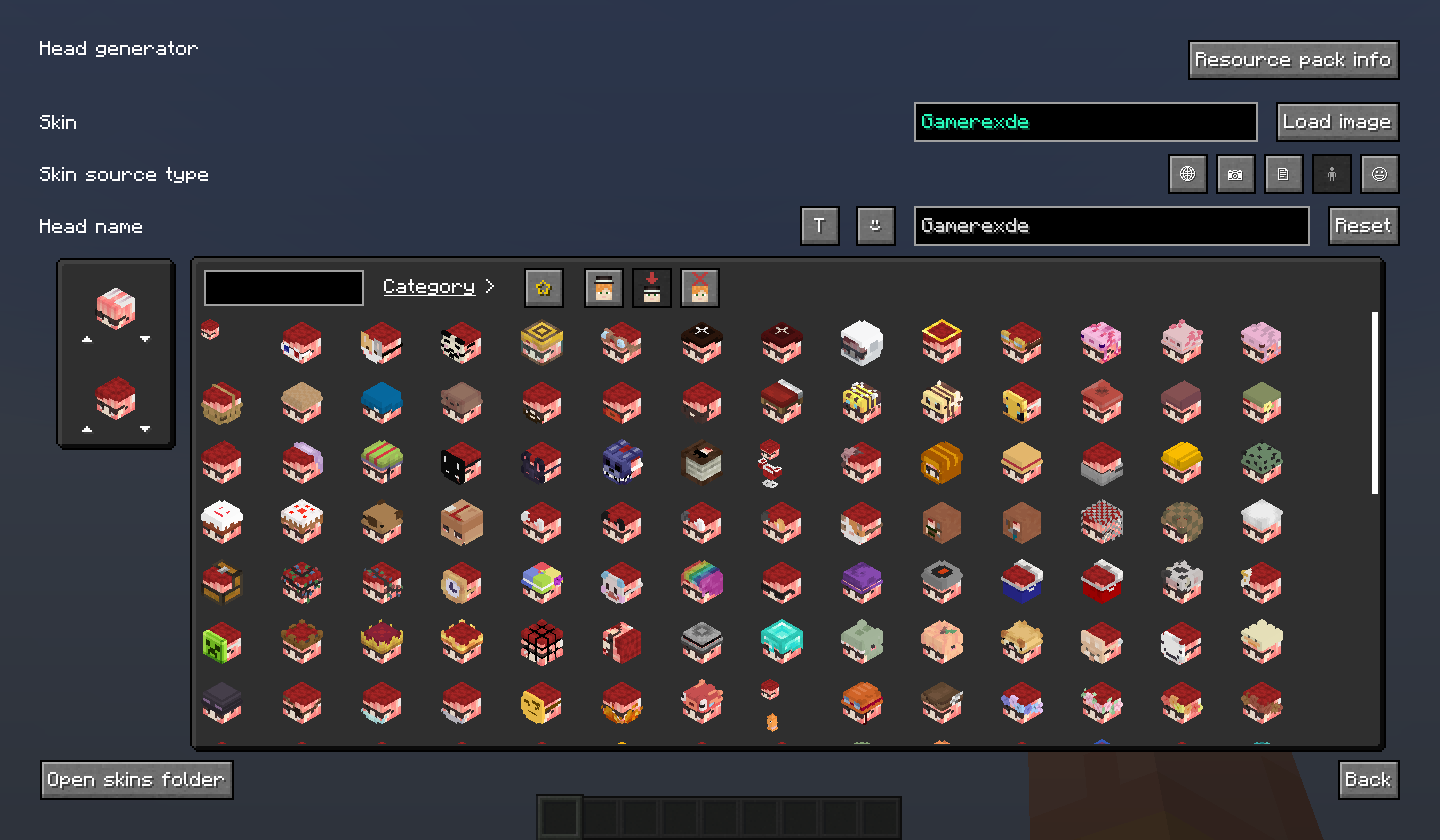 Head generator
Resource pack info
Skin
Gamerexde
Load image
Skin source type
Head name
T
Gamerexde
Reset
Category >
Open skins folder
Back